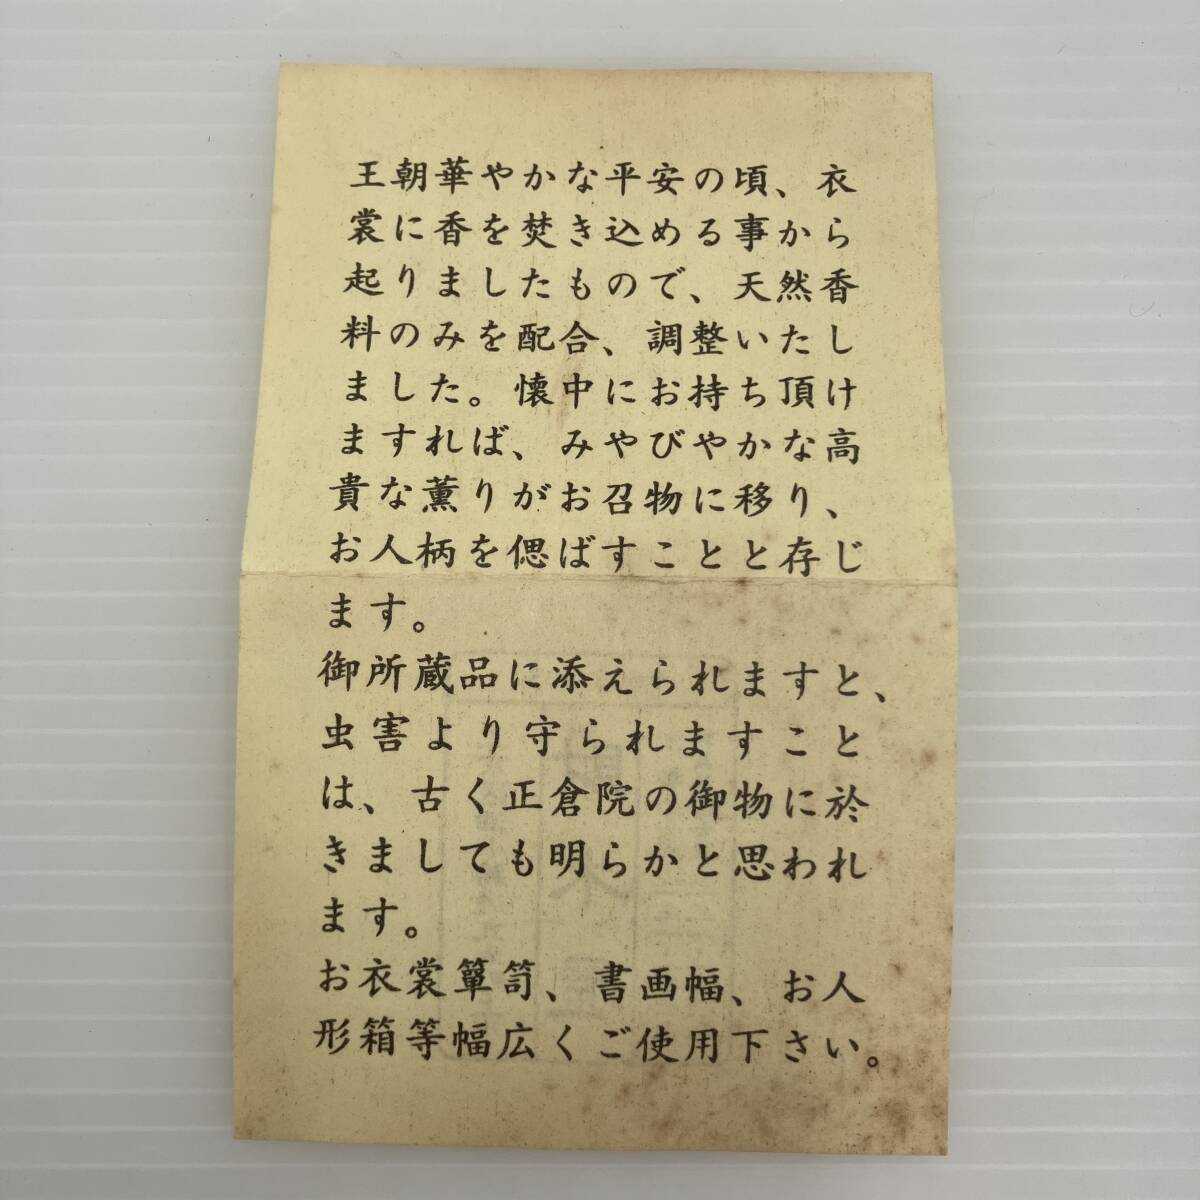 王朝華やかな平安の頃、衣
裳に香を焚き込める事から
起りましたもので、天然香
料のみを配合、調整いたし
ました。懐中にお持ち頂け
ますれば、みやびやかな高
貴な薫りがお召物に移り、
お人柄を偲ばすことと存じ
ます。
御所蔵品に添えられますと、
虫害より守られますこと
は、古く正倉院の御物に於
きましても明らかと思われ
ます。
お衣裳箪笥、書画幅、お人
形箱等幅広くご使用下さい。